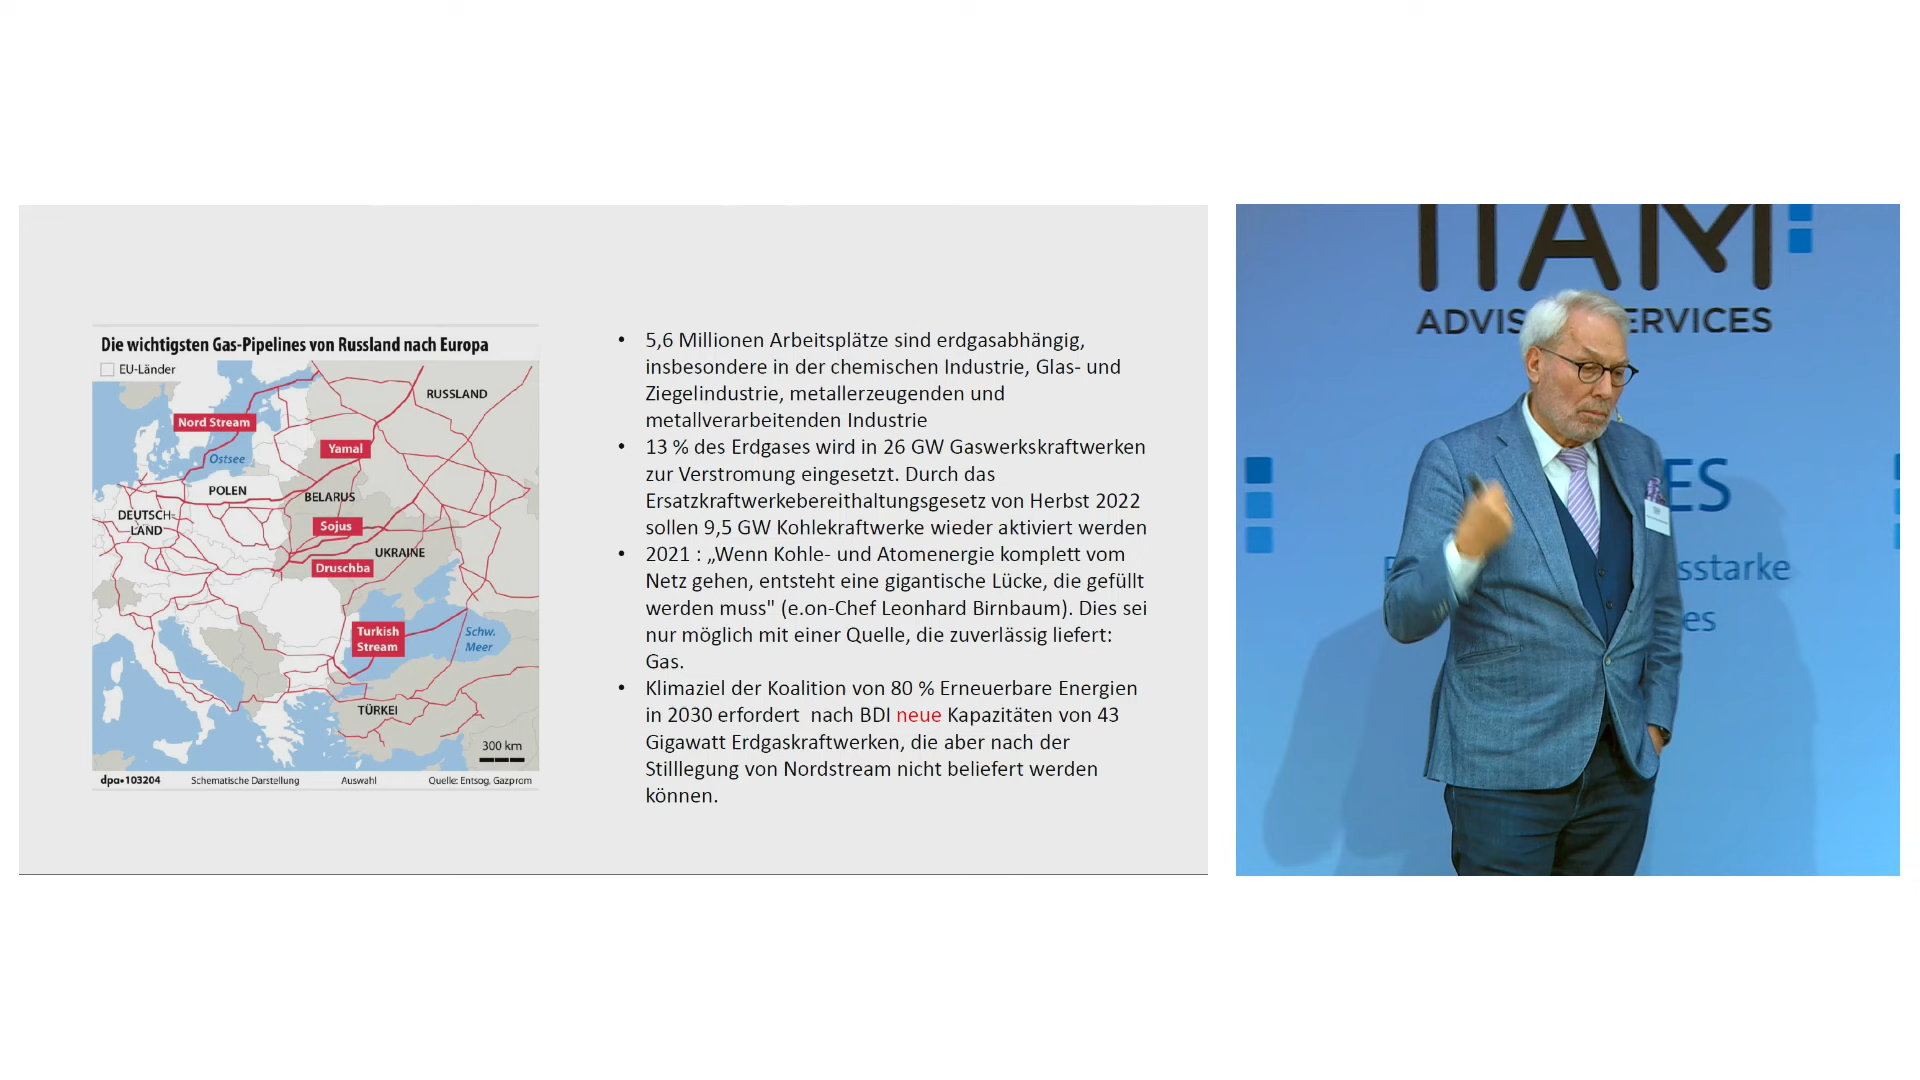 Die wichtigsten Gas-Pipelines von Russland nach Europa
EU-Länder
RUSSLAND
Nord Stream
Yamal
Ostsee
POLEN
BELARUS
DEUTSCH-
LAND
Sojus
UKRAINE
Druschba
Turkish
Stream
Schw.
Meer
TÜRKEI
300 km
dpa•103204 Schematische Darstellung Auswahl Quelle: Entsog, Gazprom
• 5,6 Millionen Arbeitsplätze sind erdgasabhängig,
insbesondere in der chemischen Industrie, Glas- und
Ziegelindustrie, metallerzeugenden und
metallverarbeitenden Industrie
• 13 % des Erdgases wird in 26 GW Gaswerkskraftwerken
zur Verstromung eingesetzt. Durch das
Ersatzkraftwerkebereithaltungsgesetz von Herbst 2022
sollen 9,5 GW Kohlekraftwerke wieder aktiviert werden
• 2021 : „Wenn Kohle- und Atomenergie komplett vom
Netz gehen, entsteht eine gigantische Lücke, die gefüllt
werden muss" (e.on-Chef Leonhard Birnbaum). Dies sei
nur möglich mit einer Quelle, die zuverlässig liefert:
Gas.
• Klimaziel der Koalition von 80 % Erneuerbare Energien
in 2030 erfordert nach BDI neue Kapazitäten von 43
Gigawatt Erdgaskraftwerken, die aber nach der
Stilllegung von Nordstream nicht beliefert werden
können.